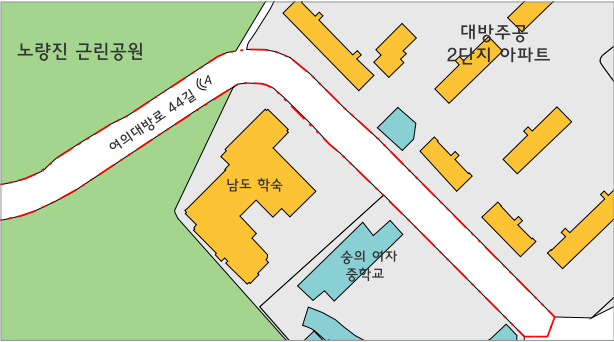 노량진 근린공원
대방주공
2단지 아파트
여의대방로 44길
남도 학숙
숭의 여자
중학교